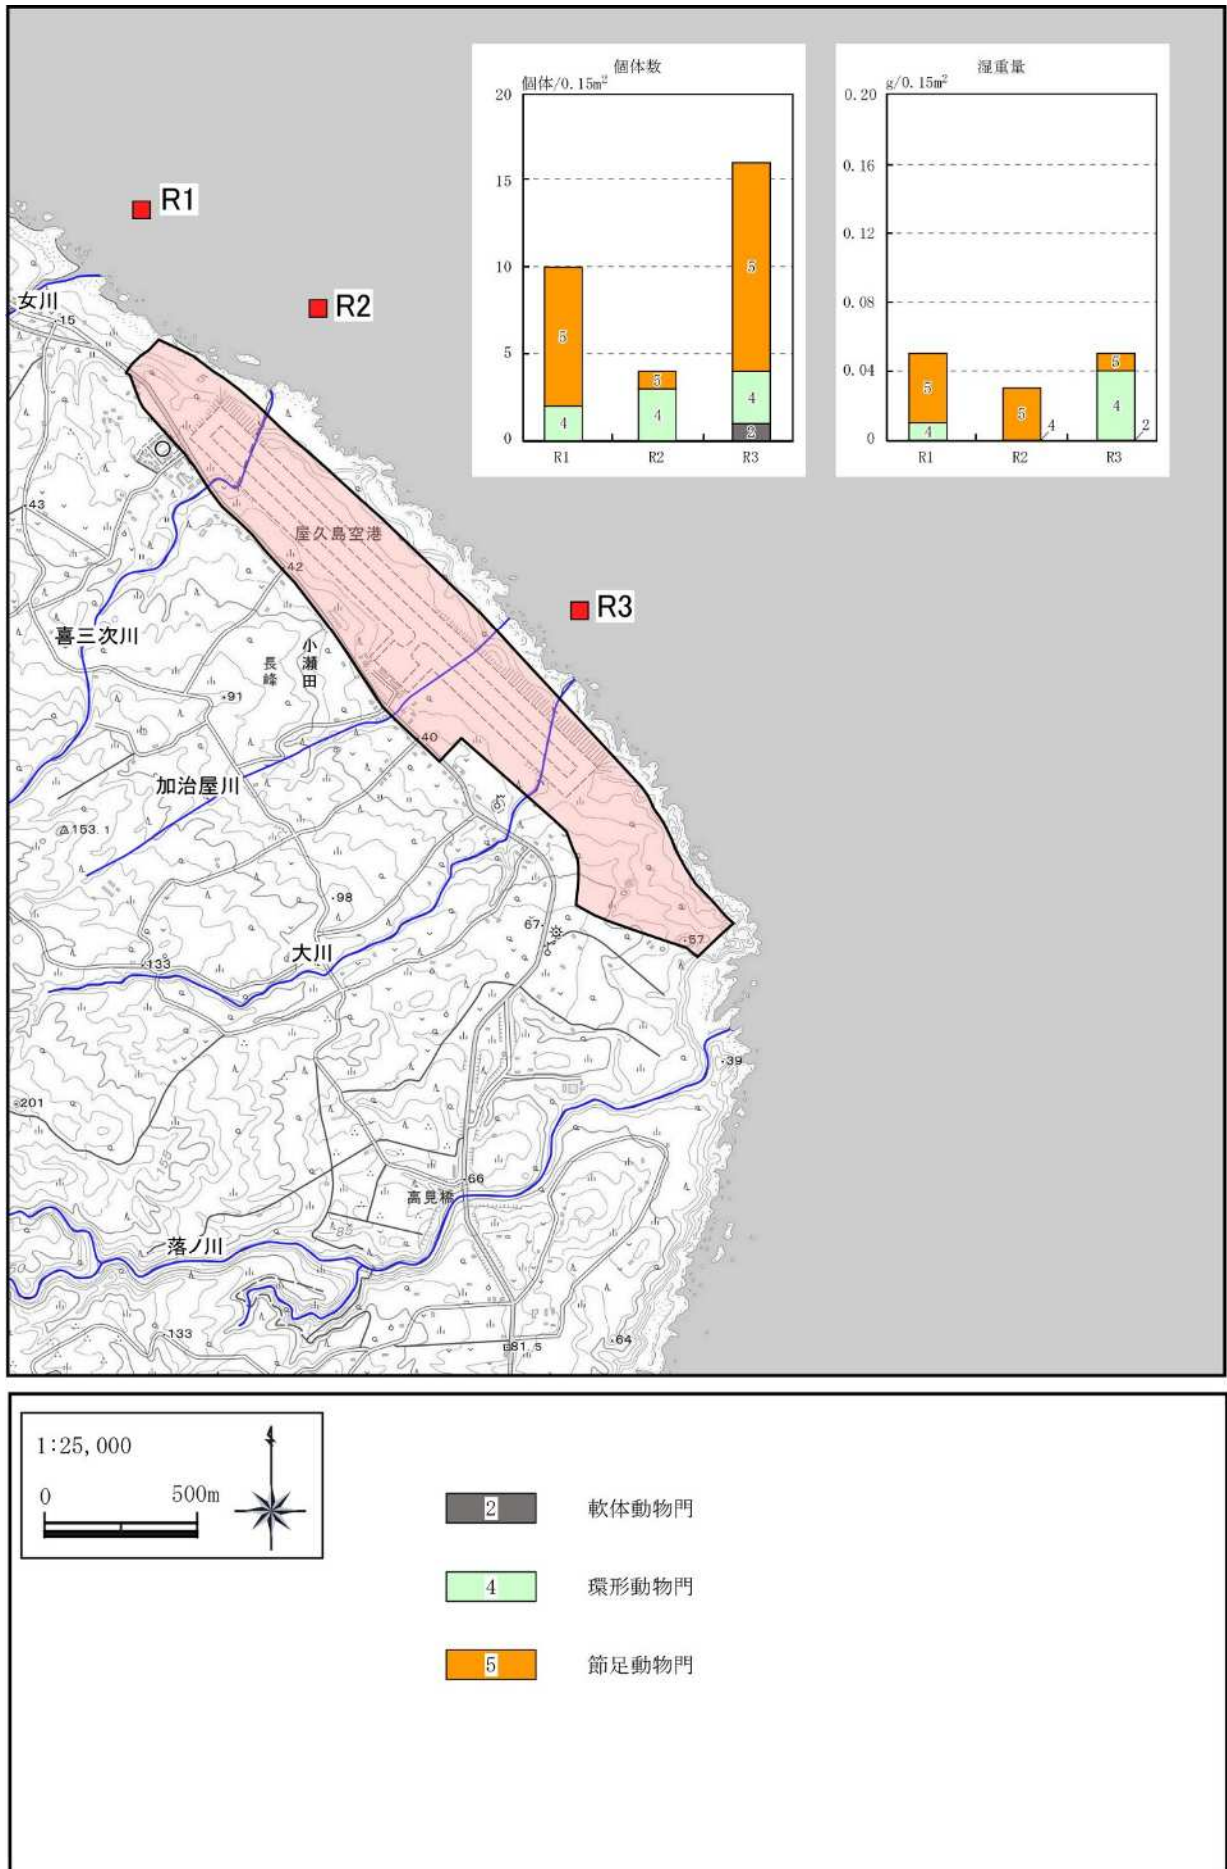 個体数
個体/0.15m²
20
15
10
5
0
5
4
5
4
5
4
2
R1
R2
R3
湿重量
g/0.15m²
0.20
0.16
0.12
0.08
0.04
0
5
4
5
4
5
4
2
R1
R2
R3
R1
R2
女川
15
43
屋久島空港
42
R3
喜三次川
小瀬田
長峰
91
40
加治屋川
153.1
98
67
57
大川
133
39
201
155
66
高見橋
85
落ノ川
133
81.5
64
1:25,000
0 500m
2 軟体動物門
4 環形動物門
5 節足動物門